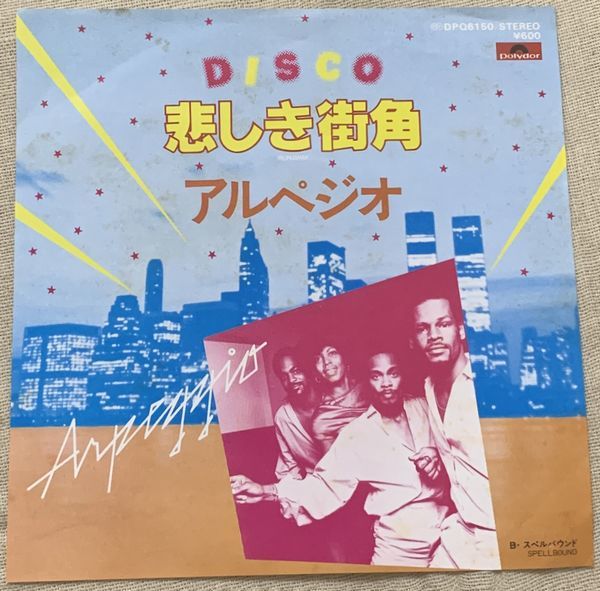 ℗DPQ6150 STEREO
¥600
Polydor
DISCO
悲しき街角
RUNAWAY
アルペジオ
Arpeggio
B・スペルバウンド
SPELLBOUND